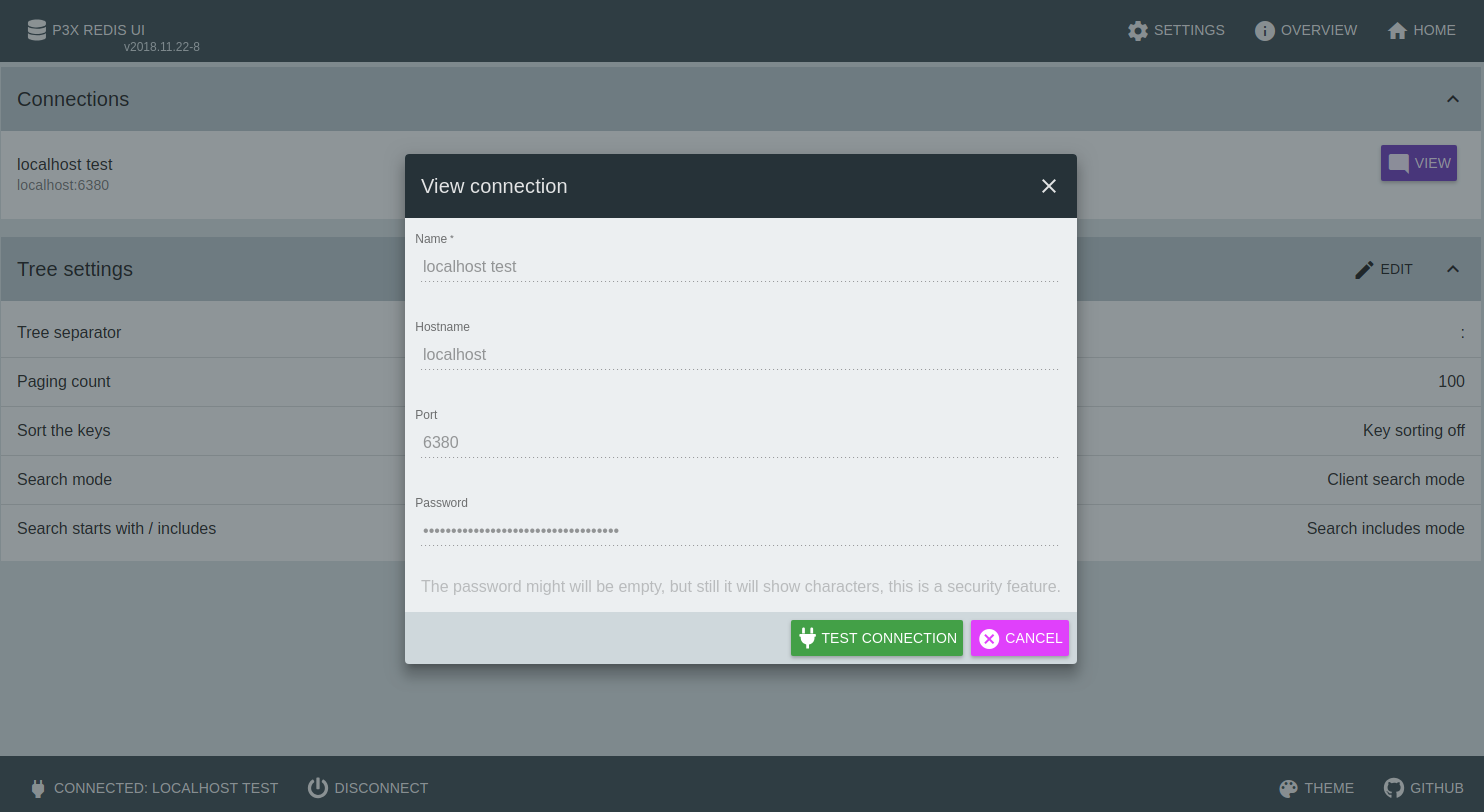 P3X REDIS UI
v2018.11.22-8
SETTINGS
OVERVIEW
HOME
Connections
localhost test
localhost:6380
VIEW
Tree settings
EDIT
Tree separator
:
Paging count
100
Sort the keys
Key sorting off
Search mode
Client search mode
Search starts with / includes
Search includes mode
View connection
Name *
localhost test
Hostname
localhost
Port
6380
Password
•••••••••••••••••••••••••••••••••••
The password might will be empty, but still it will show characters, this is a security feature.
TEST CONNECTION
CANCEL
CONNECTED: LOCALHOST TEST
DISCONNECT
THEME
GITHUB